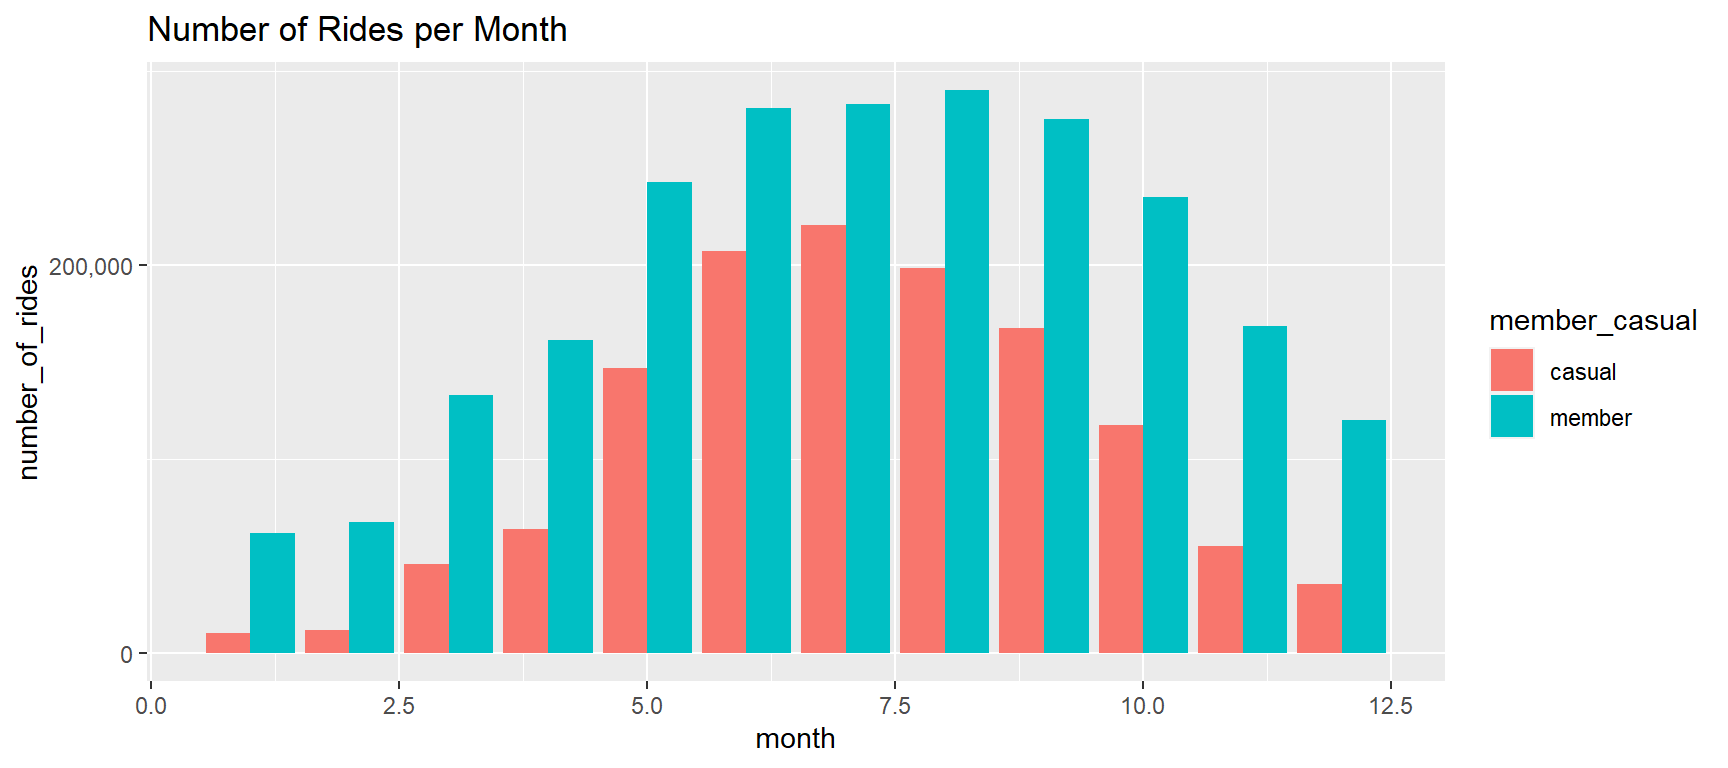 Number of Rides per Month
number_of_rides
200,000
0
0.0 2.5 5.0 7.5 10.0 12.5
month
member_casual
casual
member